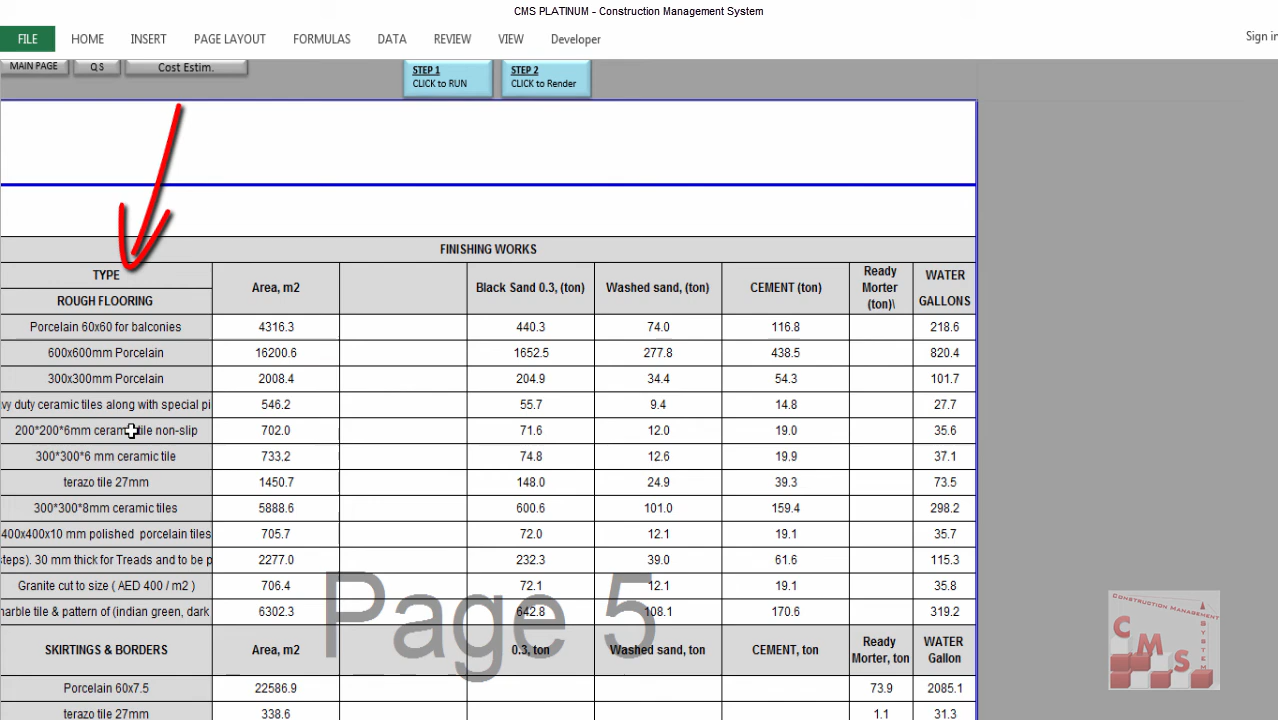 CMS PLATINUM - Construction Management System
FILE HOME INSERT PAGE LAYOUT FORMULAS DATA REVIEW VIEW Developer Sign in
MAIN PAGE Q S Cost Estim. STEP 1 STEP 2
CLICK to RUN CLICK to Render
FINISHING WORKS
TYPE Area, m2 Black Sand 0.3, (ton) Washed sand, (ton) CEMENT (ton) Ready Morter (ton)\ WATER
ROUGH FLOORING GALLONS
Porcelain 60x60 for balconies 4316.3 440.3 74.0 116.8 218.6
600x600mm Porcelain 16200.6 1652.5 277.8 438.5 820.4
300x300mm Porcelain 2008.4 204.9 34.4 54.3 101.7
vy duty ceramic tiles along with special pi 546.2 55.7 9.4 14.8 27.7
200*200*6mm ceramic tile non-slip 702.0 71.6 12.0 19.0 35.6
300*300*6 mm ceramic tile 733.2 74.8 12.6 19.9 37.1
terazo tile 27mm 1450.7 148.0 24.9 39.3 73.5
300*300*8mm ceramic tiles 5888.6 600.6 101.0 159.4 298.2
400x400x10 mm polished porcelain tiles 705.7 72.0 12.1 19.1 35.7
steps). 30 mm thick for Treads and to be p 2277.0 232.3 39.0 61.6 115.3
Granite cut to size ( AED 400 / m2 ) 706.4 72.1 12.1 19.1 35.8
narble tile & pattern of (indian green, dark 6302.3 642.8 108.1 170.6 319.2
Page 5
SKIRTINGS & BORDERS Area, m2 0.3, ton Washed sand, ton CEMENT, ton Ready Morter, ton WATER Gallon
Porcelain 60x7.5 22586.9 73.9 2085.1
terazo tile 27mm 338.6 1.1 31.3
CONSTRUCTION MANAGEMENT
SYSTEM
CMS